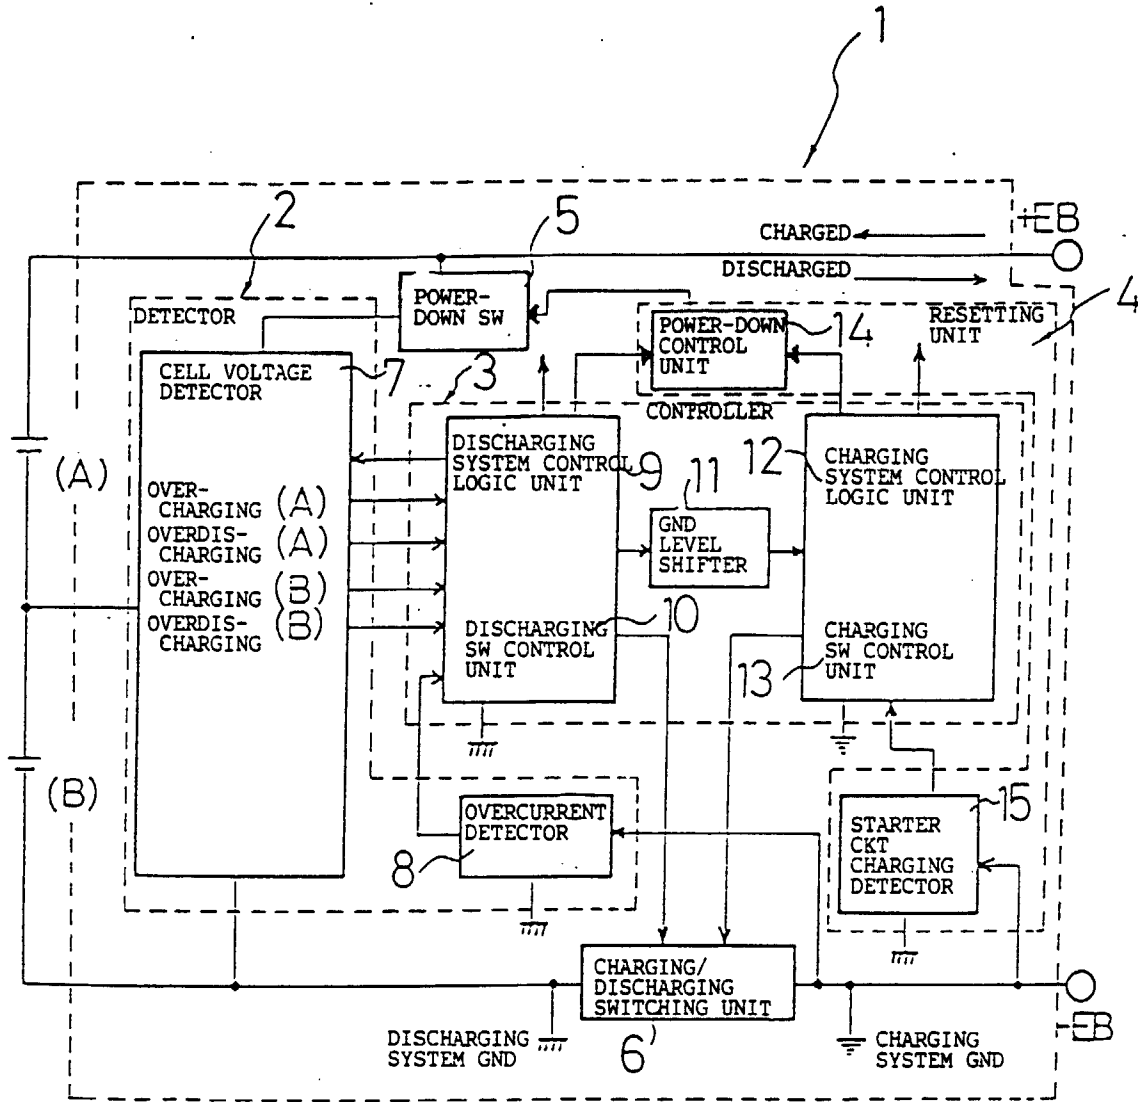 1
2
5
+EB
CHARGED
DISCHARGED
4
POWER-
DOWN SW
DETECTOR
RESETTING
UNIT
POWER-DOWN
CONTROL
UNIT
14
CELL VOLTAGE
DETECTOR
7
3
CONTROLLER
DISCHARGING
SYSTEM CONTROL
LOGIC UNIT
9
11
12
CHARGING
SYSTEM CONTROL
LOGIC UNIT
(A)
OVER-
CHARGING (A)
OVERDIS-
CHARGING (A)
OVER-
CHARGING (B)
OVERDIS-
CHARGING (B)
GND
LEVEL
SHIFTER
10
DISCHARGING
SW CONTROL
UNIT
CHARGING
SW CONTROL
UNIT
13
(B)
OVERCURRENT
DETECTOR
8
15
STARTER
CKT
CHARGING
DETECTOR
CHARGING/
DISCHARGING
SWITCHING UNIT
6'
DISCHARGING
SYSTEM GND
CHARGING
SYSTEM GND
-EB